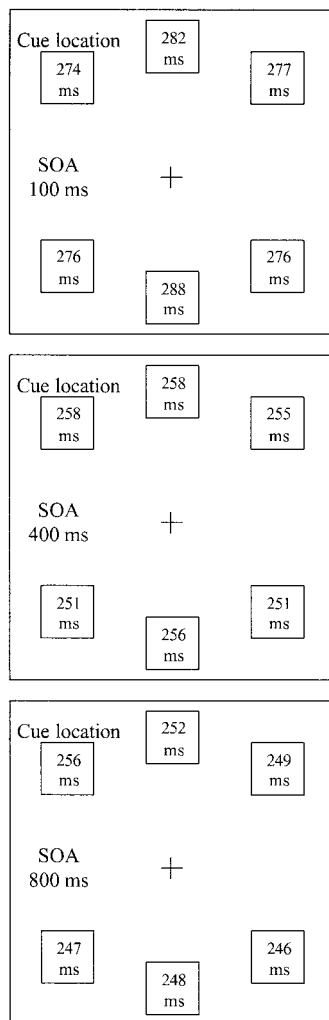 282
ms
Cue location
274
ms
277
ms
SOA
100 ms
276
ms
276
ms
288
ms
258
ms
Cue location
258
ms
255
ms
SOA
400 ms
251
ms
251
ms
256
ms
252
ms
Cue location
256
ms
249
ms
SOA
800 ms
247
ms
246
ms
248
ms